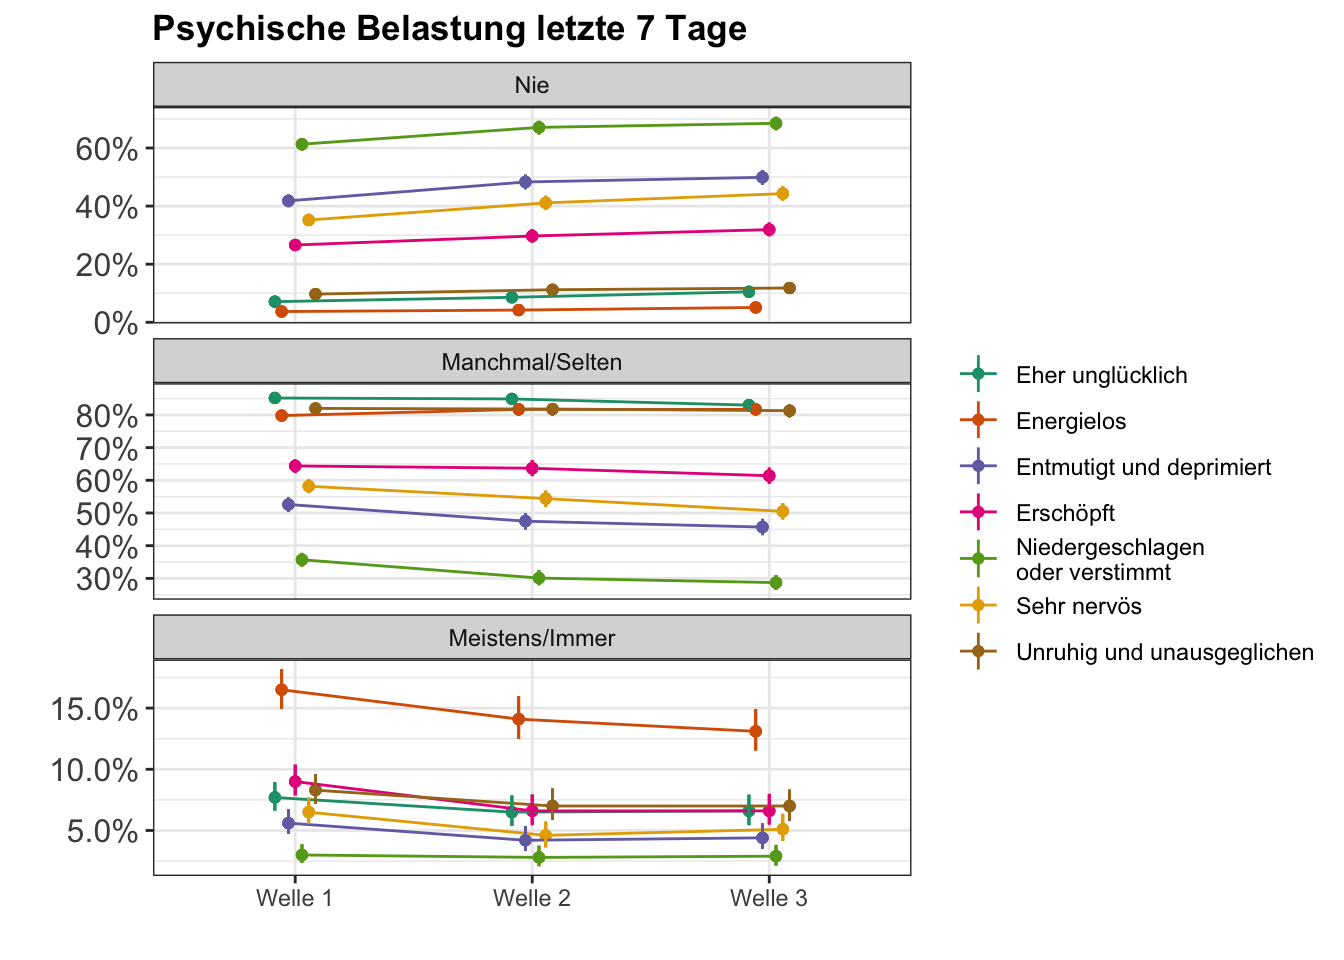 Psychische Belastung letzte 7 Tage
Nie
60%
40%
20%
0%
Manchmal/Selten
80%
70%
60%
50%
40%
30%
Meistens/Immer
15.0%
10.0%
5.0%
Welle 1
Welle 2
Welle 3
Eher unglücklich
Energielos
Entmutigt und deprimiert
Erschöpft
Niedergeschlagen
oder verstimmt
Sehr nervös
Unruhig und unausgeglichen